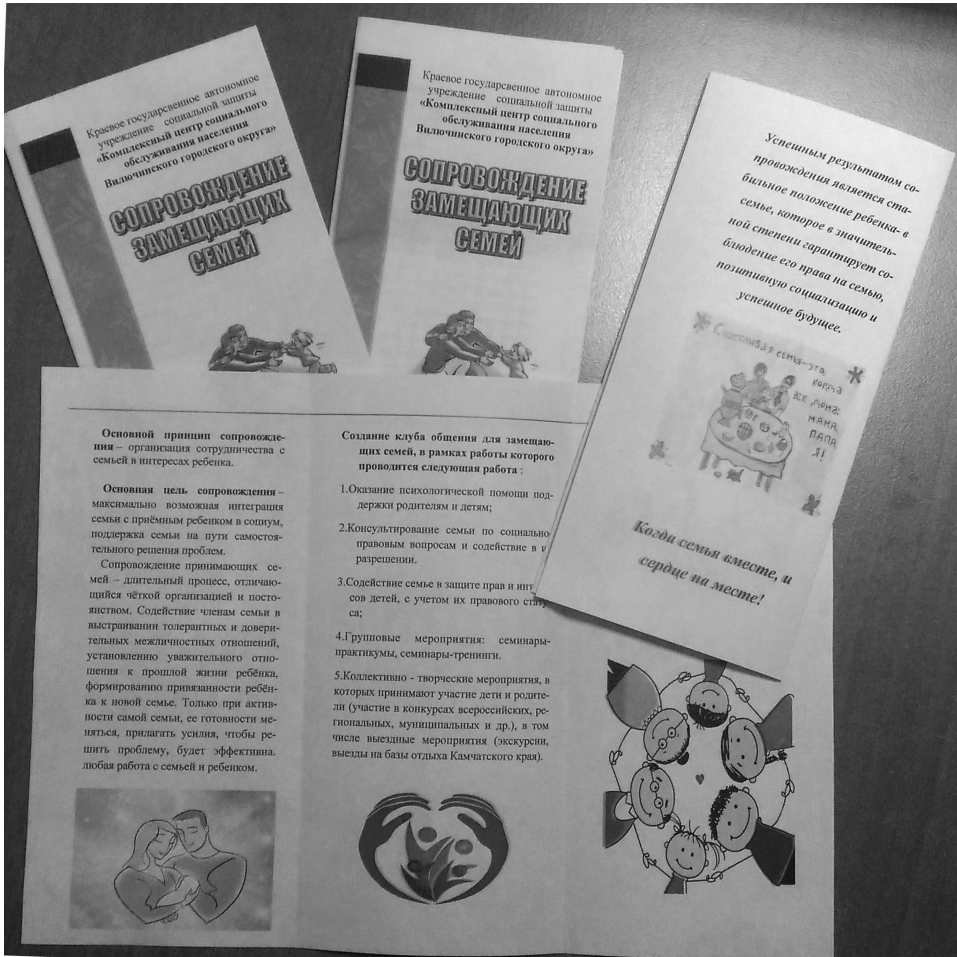 Краевое государсвенное автономное
учреждение социальной защиты
«Комплексный центр социального
обслуживания населения
Вилючинского городского округа»
СОПРОВОЖДЕНИЕ
ЗАМЕЩАЮЩИХ
СЕМЕЙ
Краевое государсвенное автономное
учреждение социальной защиты
«Комплексный центр социального
обслуживания населения
Вилючинского городского округа»
СОПРОВОЖДЕНИЕ
ЗАМЕЩАЮЩИХ
СЕМЕЙ
Успешным результатом со-
провождения является ста-
бильное положение ребенка- в
семье, которое в значитель-
ной степени гарантирует со-
блюдение его права на семью,
позитивную социализацию и
успешное будущее.
Счастливая семья-это,
когда
все дома:
мама
папа
я!
Когда семья вместе, и
сердце на месте!
Основной принцип сопровожде-
ния – организация сотрудничества с
семьей в интересах ребенка.
Основная цель сопровождения –
максимально возможная интеграция
семьи с приёмным ребенком в социум,
поддержка семьи на пути самостоя-
тельного решения проблем.
Сопровождение принимающих се-
мей – длительный процесс, отличаю-
щийся чёткой организацией и посто-
янством. Содействие членам семьи в
выстраивании толерантных и довери-
тельных межличностных отношений,
установлению уважительного отно-
шения к прошлой жизни ребёнка,
формированию привязанности ребён-
ка к новой семье. Только при актив-
ности самой семьи, ее готовности ме-
няться, прилагать усилия, чтобы ре-
шить проблему, будет эффективна
любая работа с семьей и ребенком.
Создание клуба общения для замещаю-
щих семей, в рамках работы которого
проводится следующая работа :
1.Оказание психологической помощи под-
держки родителям и детям;
2.Консультирование семьи по социально
правовым вопросам и содействие в и
разрешении.
3.Содействие семье в защите прав и инт
сов детей, с учетом их правового стату
са;
4.Групповые мероприятия: семинары-
практикумы, семинары-тренинги.
5.Коллективно - творческие мероприятия, в
которых принимают участие дети и родите-
ли (участие в конкурсах всероссийских, ре-
гиональных, муниципальных и др.), в том
числе выездные мероприятия (экскурсии,
выезды на базы отдыха Камчатского края).